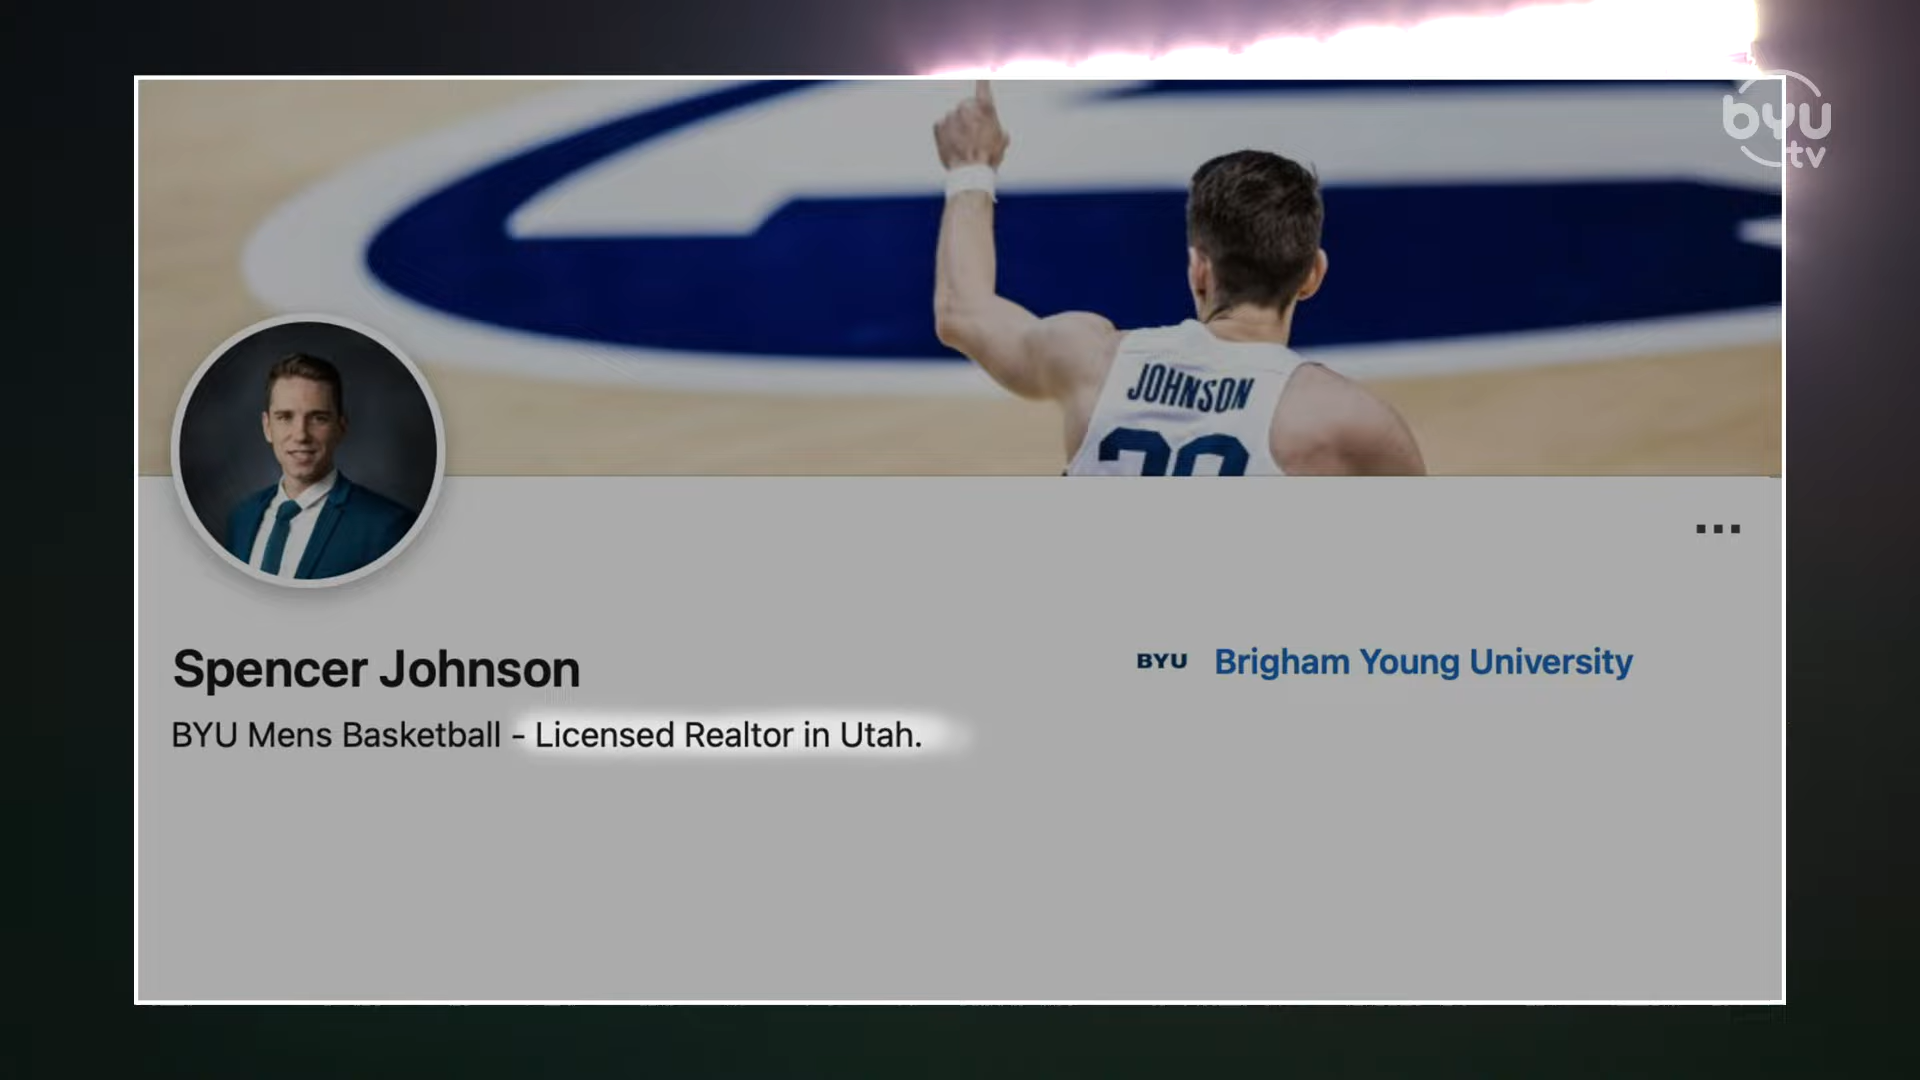 byu
tv
JOHNSON
Spencer Johnson
BYU Brigham Young University
BYU Mens Basketball - Licensed Realtor in Utah.